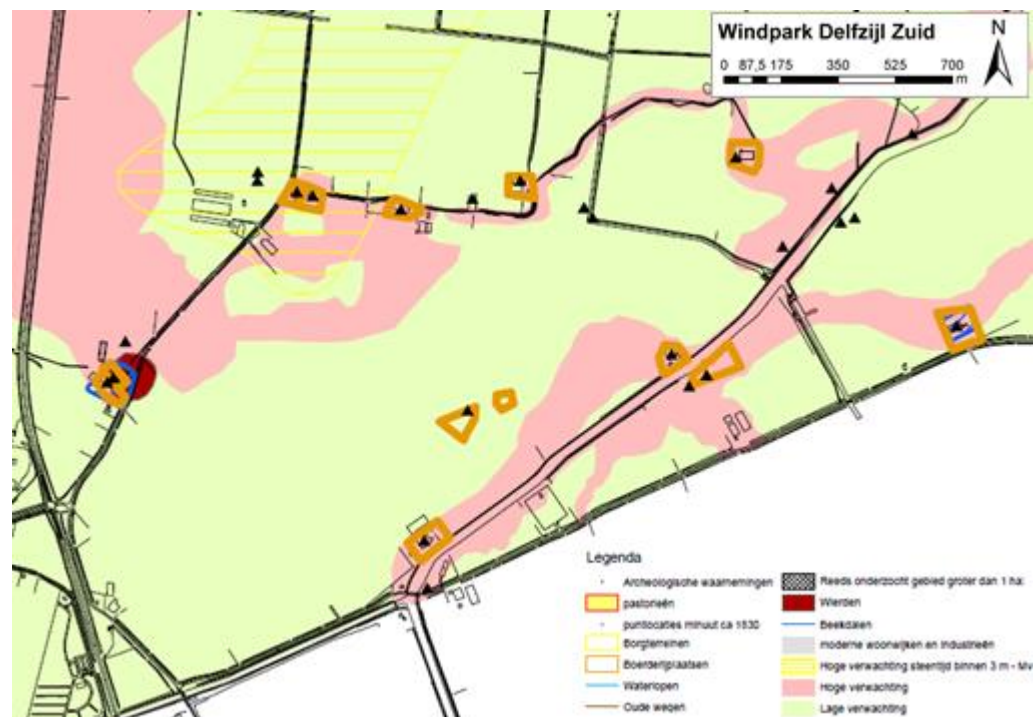 Windpark Delfzijl Zuid
N
0 87,5 175 350 525 700
m
Legenda
Archeologische waarnemingen
pastorieën
puntlocaties minuut ca 1830
Borgterreinen
Boerderijplaatsen
Waterlopen
Oude wegen
Reeds onderzocht gebied groter dan 1 ha:
Wierden
Beekdalen
moderne woonwijken en industrieën
Hoge verwachting steentijd binnen 3 m - Mv
Hoge verwachting
Lage verwachting